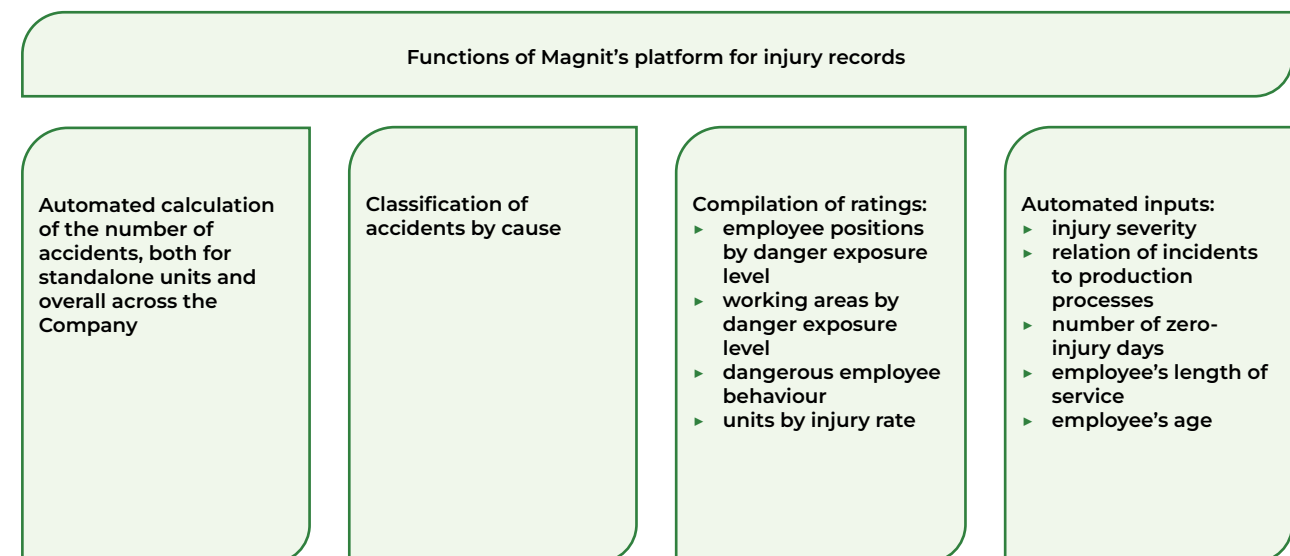 Functions of Magnit’s platform for injury records
Automated calculation
of the number of
accidents, both for
standalone units and
overall across the
Company
Classification of
accidents by cause
Compilation of ratings:
► employee positions
by danger exposure
level
► working areas by
danger exposure
level
► dangerous employee
behaviour
► units by injury rate
Automated inputs:
► injury severity
► relation of incidents
to production
processes
► number of zero-
injury days
► employee’s length of
service
► employee’s age